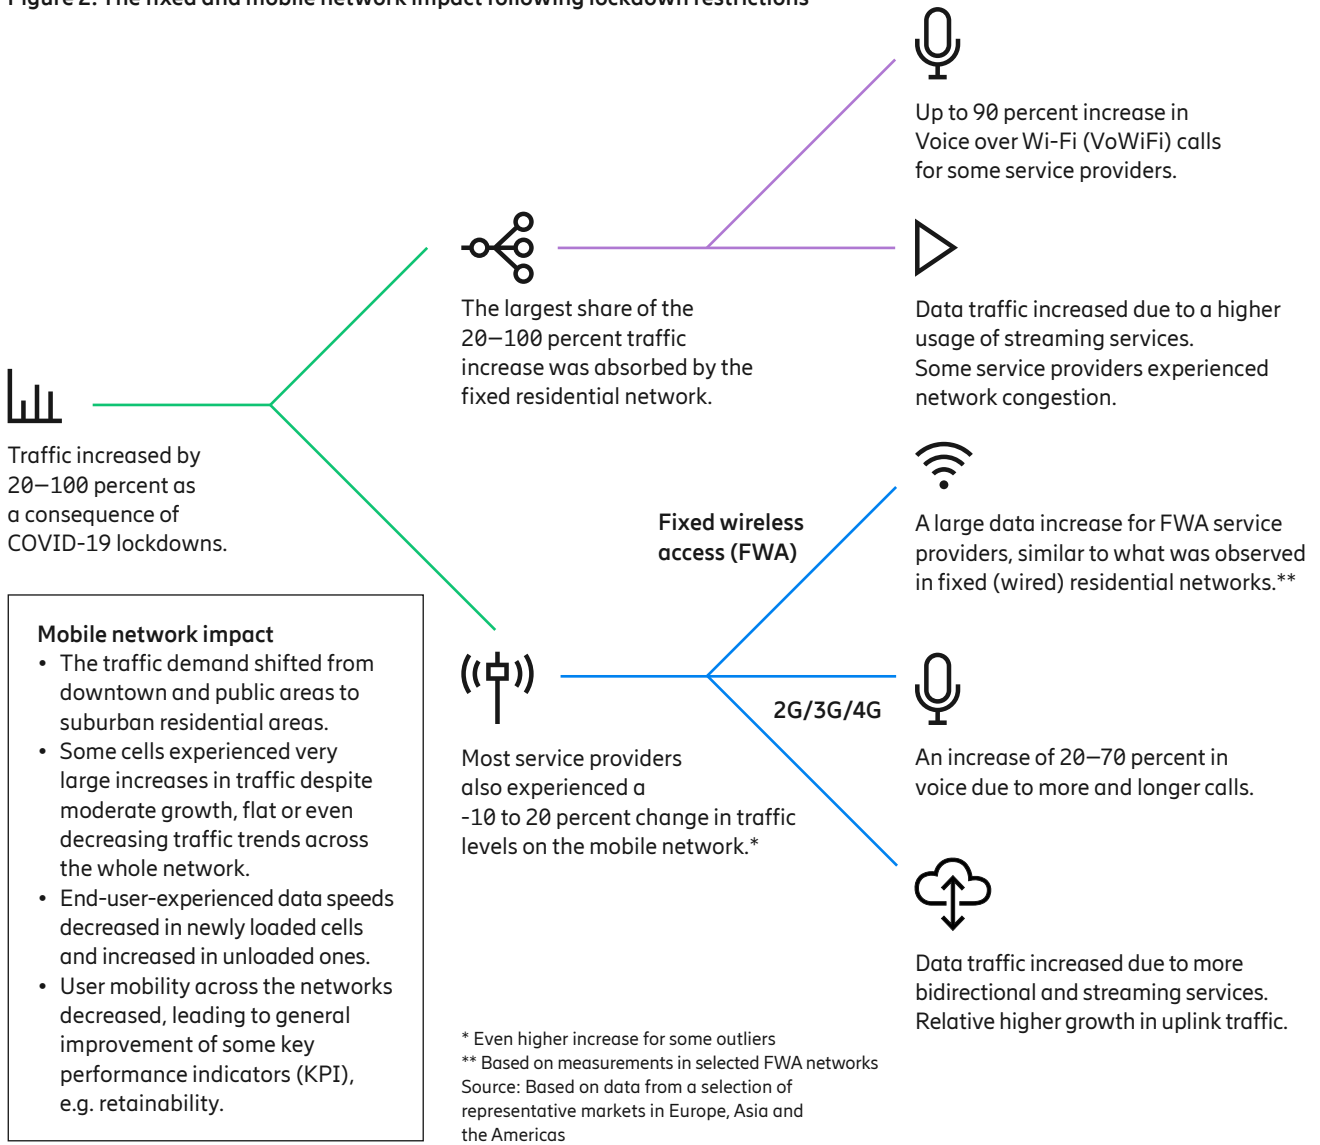 Figure 2: The fixed and mobile network impact following lockdown restrictions
Up to 90 percent increase in
Voice over Wi-Fi (VoWiFi) calls
for some service providers.
The largest share of the
20–100 percent traffic
increase was absorbed by the
fixed residential network.
Data traffic increased due to a higher
usage of streaming services.
Some service providers experienced
network congestion.
Traffic increased by
20–100 percent as
a consequence of
COVID-19 lockdowns.
Fixed wireless
access (FWA)
A large data increase for FWA service
providers, similar to what was observed
in fixed (wired) residential networks.**
Mobile network impact
• The traffic demand shifted from
downtown and public areas to
suburban residential areas.
• Some cells experienced very
large increases in traffic despite
moderate growth, flat or even
decreasing traffic trends across
the whole network.
• End-user-experienced data speeds
decreased in newly loaded cells
and increased in unloaded ones.
• User mobility across the networks
decreased, leading to general
improvement of some key
performance indicators (KPI),
e.g. retainability.
Most service providers
also experienced a
-10 to 20 percent change in traffic
levels on the mobile network.*
2G/3G/4G
An increase of 20–70 percent in
voice due to more and longer calls.
Data traffic increased due to more
bidirectional and streaming services.
Relative higher growth in uplink traffic.
* Even higher increase for some outliers
** Based on measurements in selected FWA networks
Source: Based on data from a selection of
representative markets in Europe, Asia and
the Americas